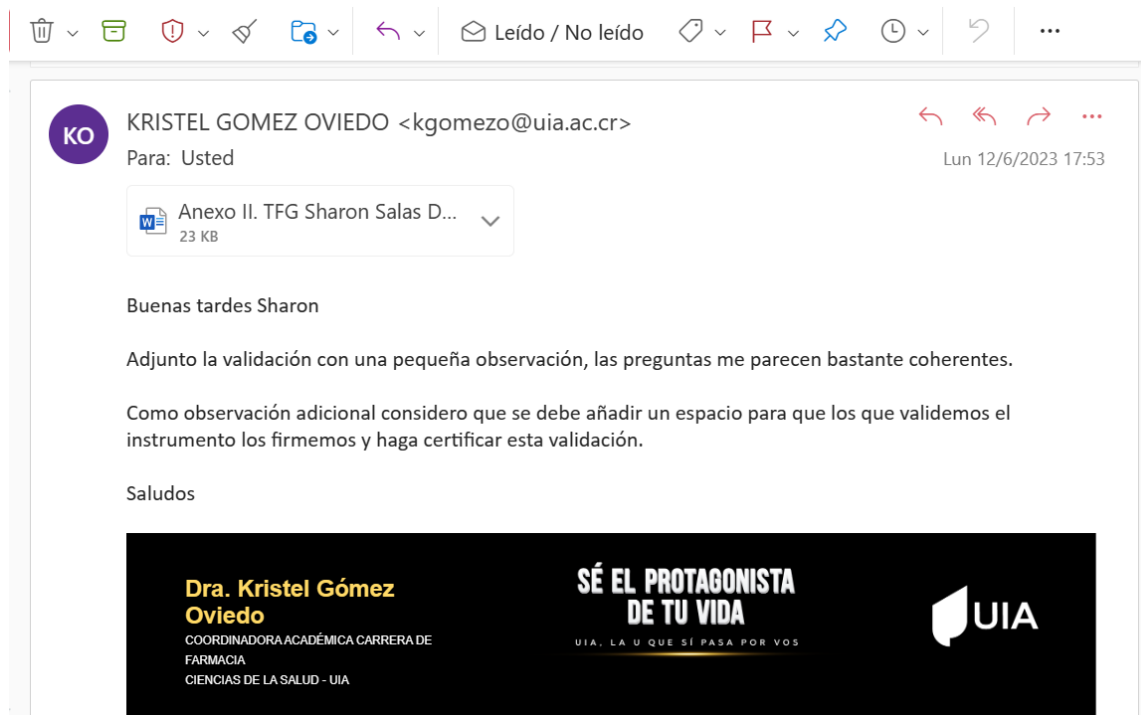 Leído / No leído
KO
KRISTEL GOMEZ OVIEDO <kgomezo@uia.ac.cr>
Para: Usted
Lun 12/6/2023 17:53
Anexo II. TFG Sharon Salas D...
23 KB
Buenas tardes Sharon
Adjunto la validación con una pequeña observación, las preguntas me parecen bastante coherentes.
Como observación adicional considero que se debe añadir un espacio para que los que validemos el
instrumento los firmemos y haga certificar esta validación.
Saludos
Dra. Kristel Gómez
Oviedo
COORDINADORA ACADÉMICA CARRERA DE
FARMACIA
CIENCIAS DE LA SALUD - UIA
SÉ EL PROTAGONISTA
DE TU VIDA
UIA, LA U QUE SÍ PASA POR VOS
UIA